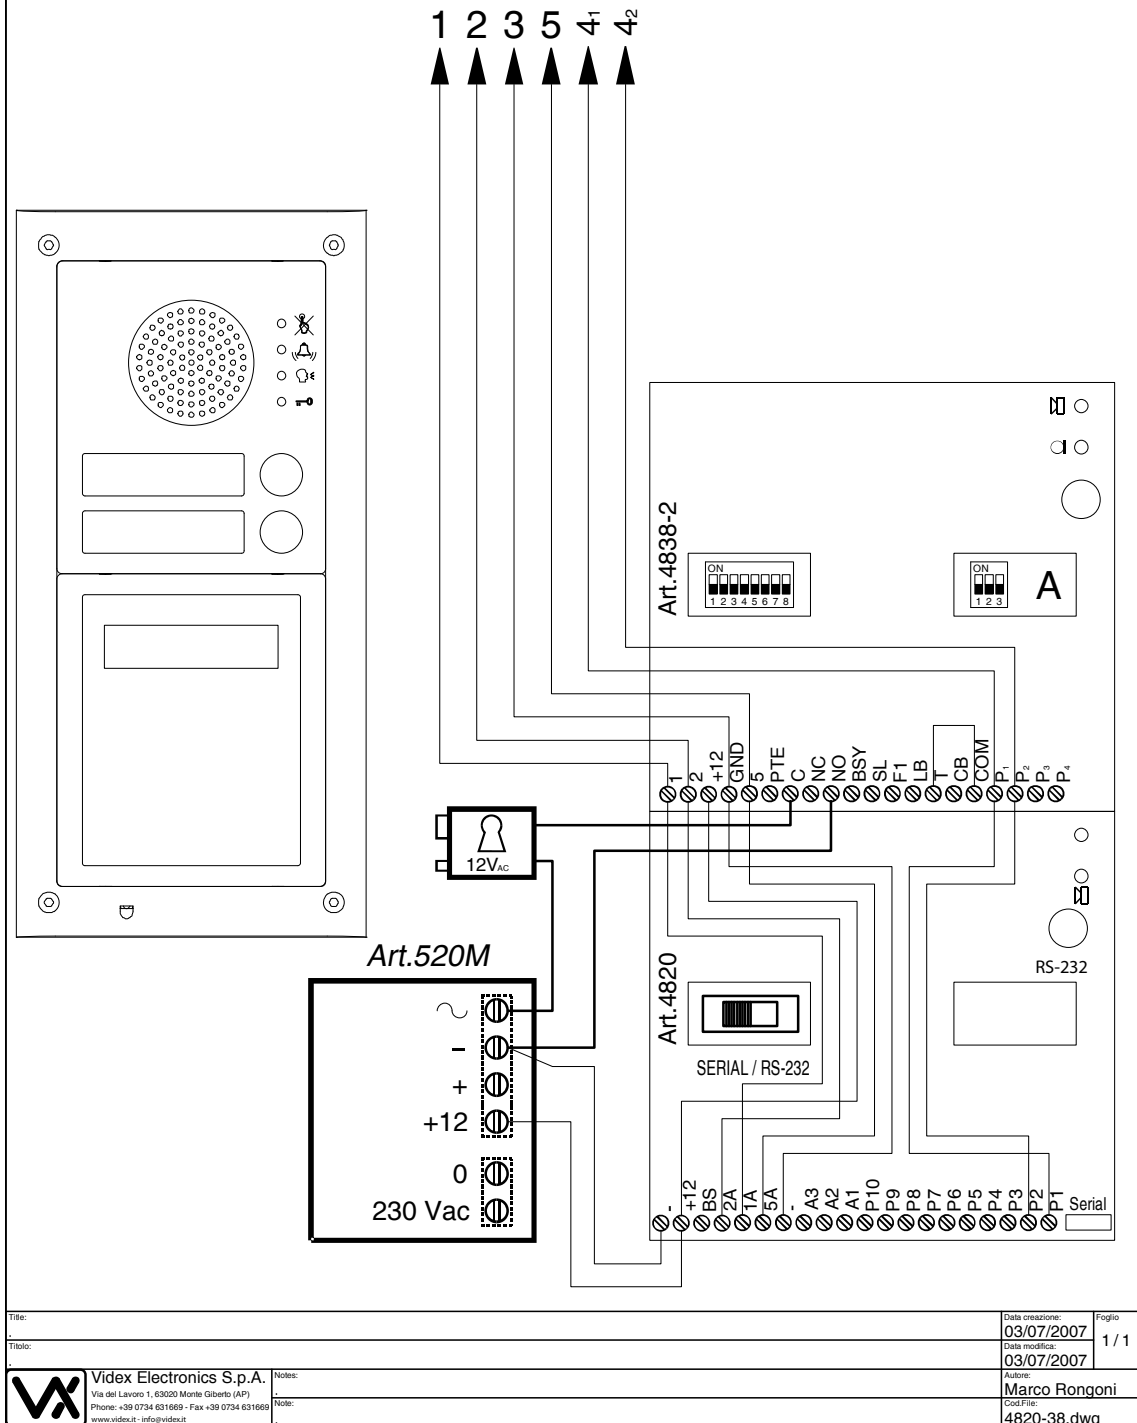 1 2 3 5 4₁ 4₂
Art.4838-2
ON
1 2 3 4 5 6 7 8
ON
1 2 3
A
1
2
+12
GND
5
PTE
C
NC
NO
BSY
SL
F1
LB
T
CB
COM
P₁
P₂
P₃
P₄
12VAC
Art.520M
–
+
+12
0
230 Vac
Art.4820
SERIAL / RS-232
RS-232
-
+12
BS
2A
1A
5A
-
A3
A2
A1
P10
P9
P8
P7
P6
P5
P4
P3
P2
P1
Serial
Title:
.
Titolo:
.
Data creazione:
03/07/2007
Foglio
1 / 1
Data modifica:
03/07/2007
VX
Videx Electronics S.p.A.
Via del Lavoro 1, 63020 Monte Giberto (AP)
Phone: +39 0734 631669 - Fax +39 0734 631669
www.videx.it - info@videx.it
Notes:
.
Note:
.
Autore:
Marco Rongoni
Cod.File:
4820-38.dwg